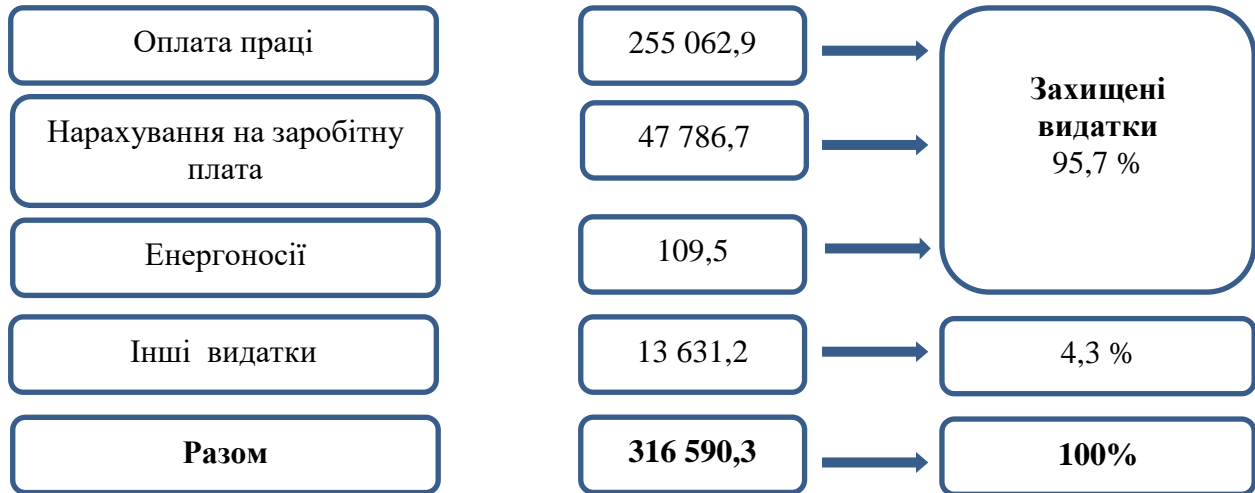 Оплата праці
255 062,9
Захищені
видатки
95,7 %
Нарахування на заробітну
плата
47 786,7
Енергоносії
109,5
Інші видатки
13 631,2
4,3 %
Разом
316 590,3
100%